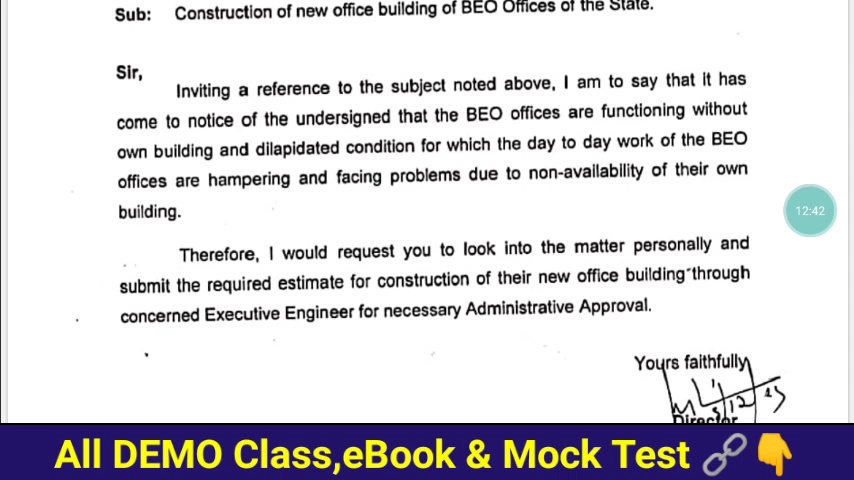 Sub: Construction of new office building of BEO Offices of the State.
Sir,
Inviting a reference to the subject noted above, I am to say that it has
come to notice of the undersigned that the BEO offices are functioning without
own building and dilapidated condition for which the day to day work of the BEO
offices are hampering and facing problems due to non-availability of their own
building.
12:42
Therefore, I would request you to look into the matter personally and
submit the required estimate for construction of their new office building through
concerned Executive Engineer for necessary Administrative Approval.
Yours faithfully
Director
All DEMO Class,eBook & Mock Test